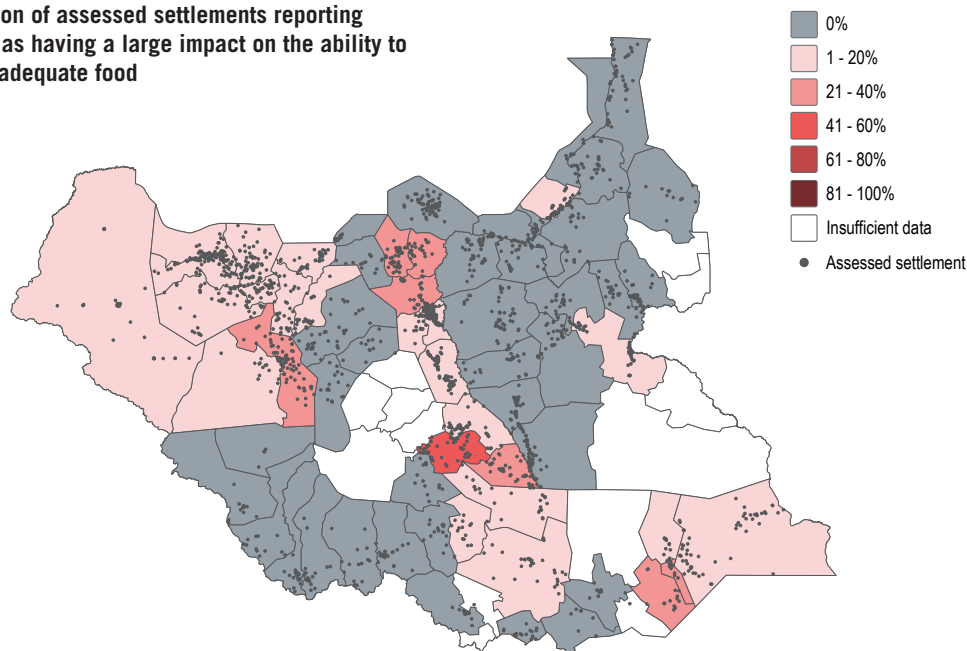 on of assessed settlements reporting
as having a large impact on the ability to
adequate food
0%
1 - 20%
21 - 40%
41 - 60%
61 - 80%
81 - 100%
Insufficient data
Assessed settlement